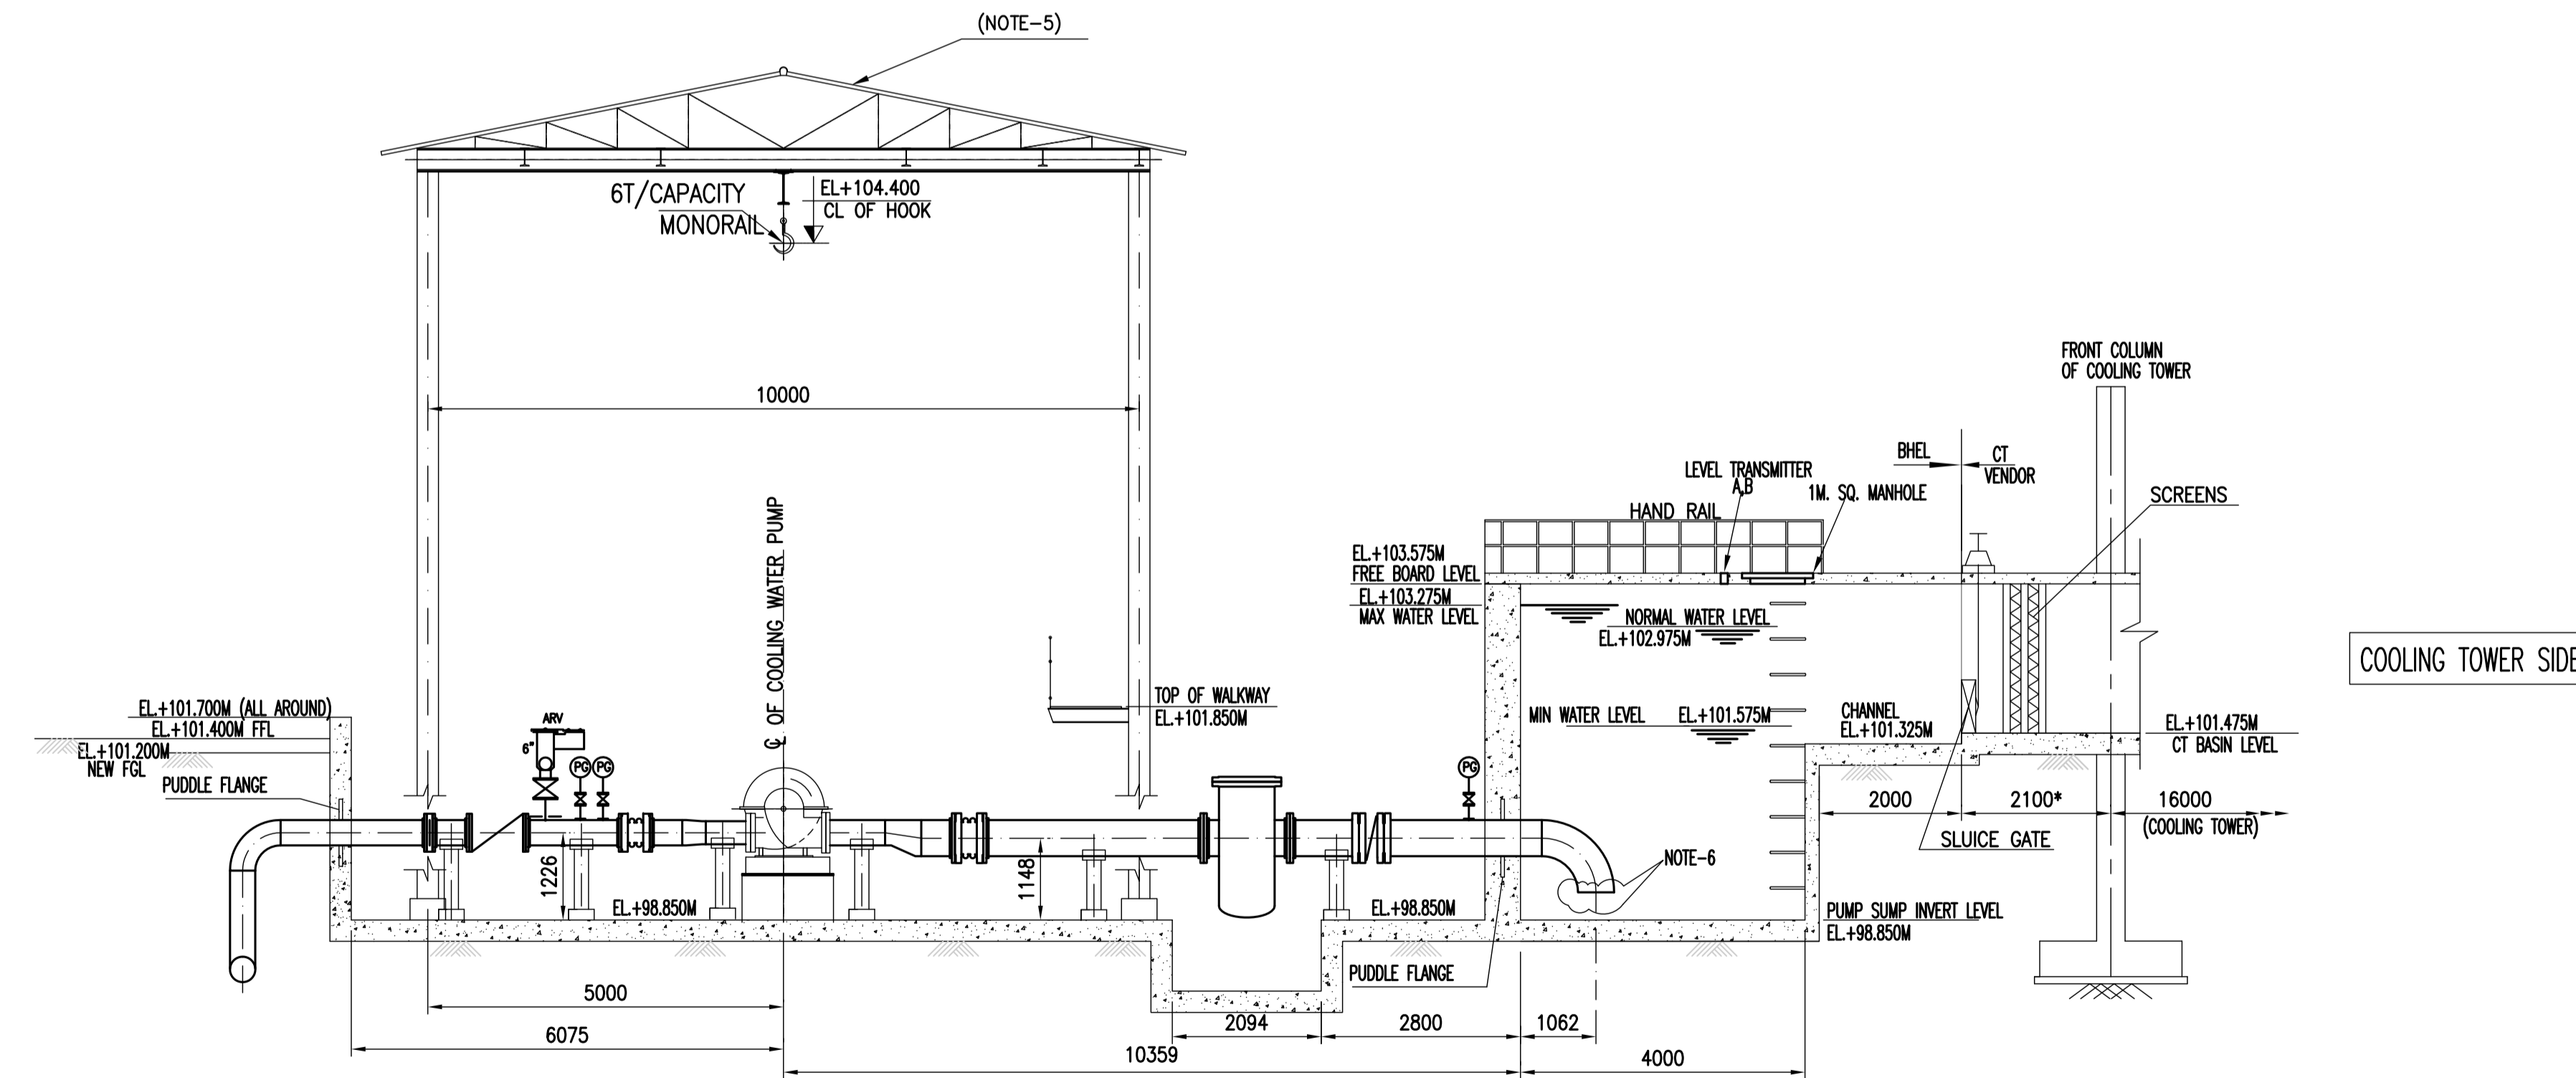 (NOTE-5)
6T/CAPACITY
MONORAIL
EL+104.400
CL OF HOOK
10000
FRONT COLUMN
OF COOLING TOWER
BHEL
CT
VENDOR
LEVEL TRANSMITTER
A,B
1M. SQ. MANHOLE
SCREENS
HAND RAIL
℄ OF COOLING WATER PUMP
EL.+103.575M
FREE BOARD LEVEL
EL.+103.275M
MAX WATER LEVEL
NORMAL WATER LEVEL
EL.+102.975M
COOLING TOWER SIDE
EL.+101.700M (ALL AROUND)
EL.+101.400M FFL
EL.+101.200M
NEW FGL
PUDDLE FLANGE
ARV
6"
PG
PG
TOP OF WALKWAY
EL.+101.850M
MIN WATER LEVEL EL.+101.575M
CHANNEL
EL.+101.325M
EL.+101.475M
CT BASIN LEVEL
PG
2000
2100*
16000
(COOLING TOWER)
SLUICE GATE
1226
1148
NOTE-6
EL.+98.850M
EL.+98.850M
PUMP SUMP INVERT LEVEL
EL.+98.850M
PUDDLE FLANGE
5000
6075
2094
2800
1062
10359
4000